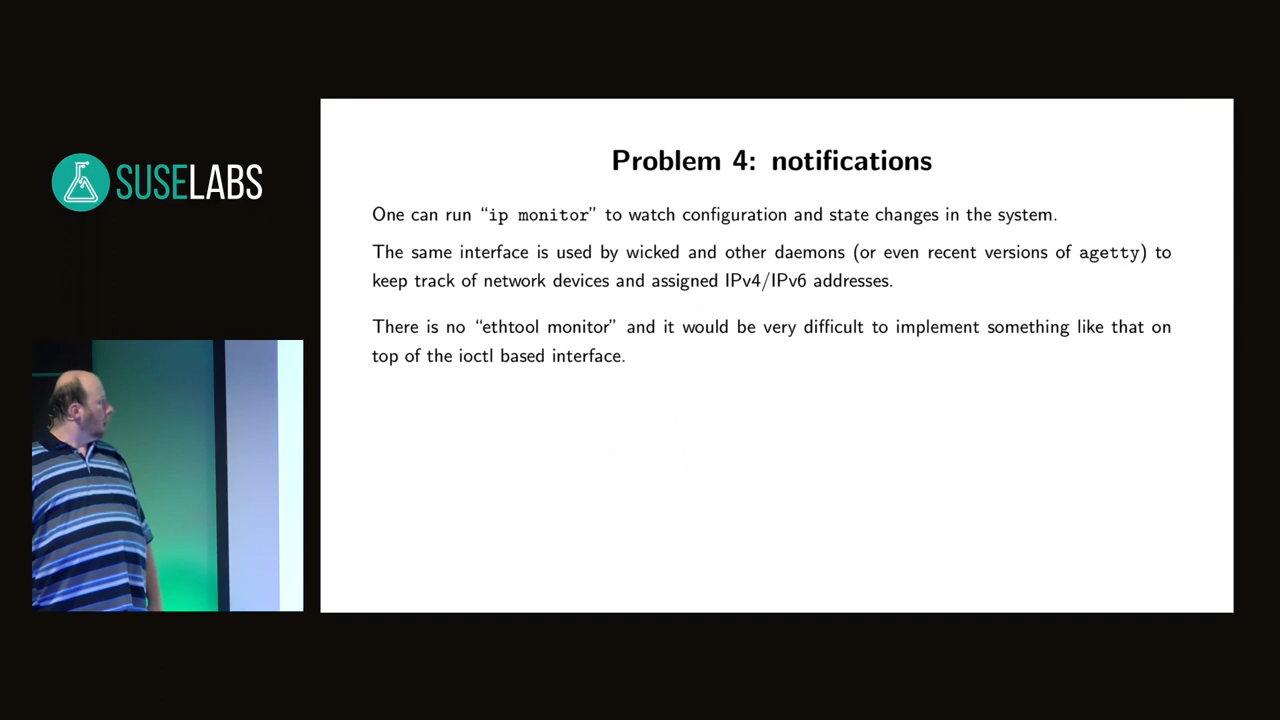 SUSELABS
Problem 4: notifications
One can run “ip monitor” to watch configuration and state changes in the system.
The same interface is used by wicked and other daemons (or even recent versions of agetty) to
keep track of network devices and assigned IPv4/IPv6 addresses.
There is no “ethtool monitor” and it would be very difficult to implement something like that on
top of the ioctl based interface.